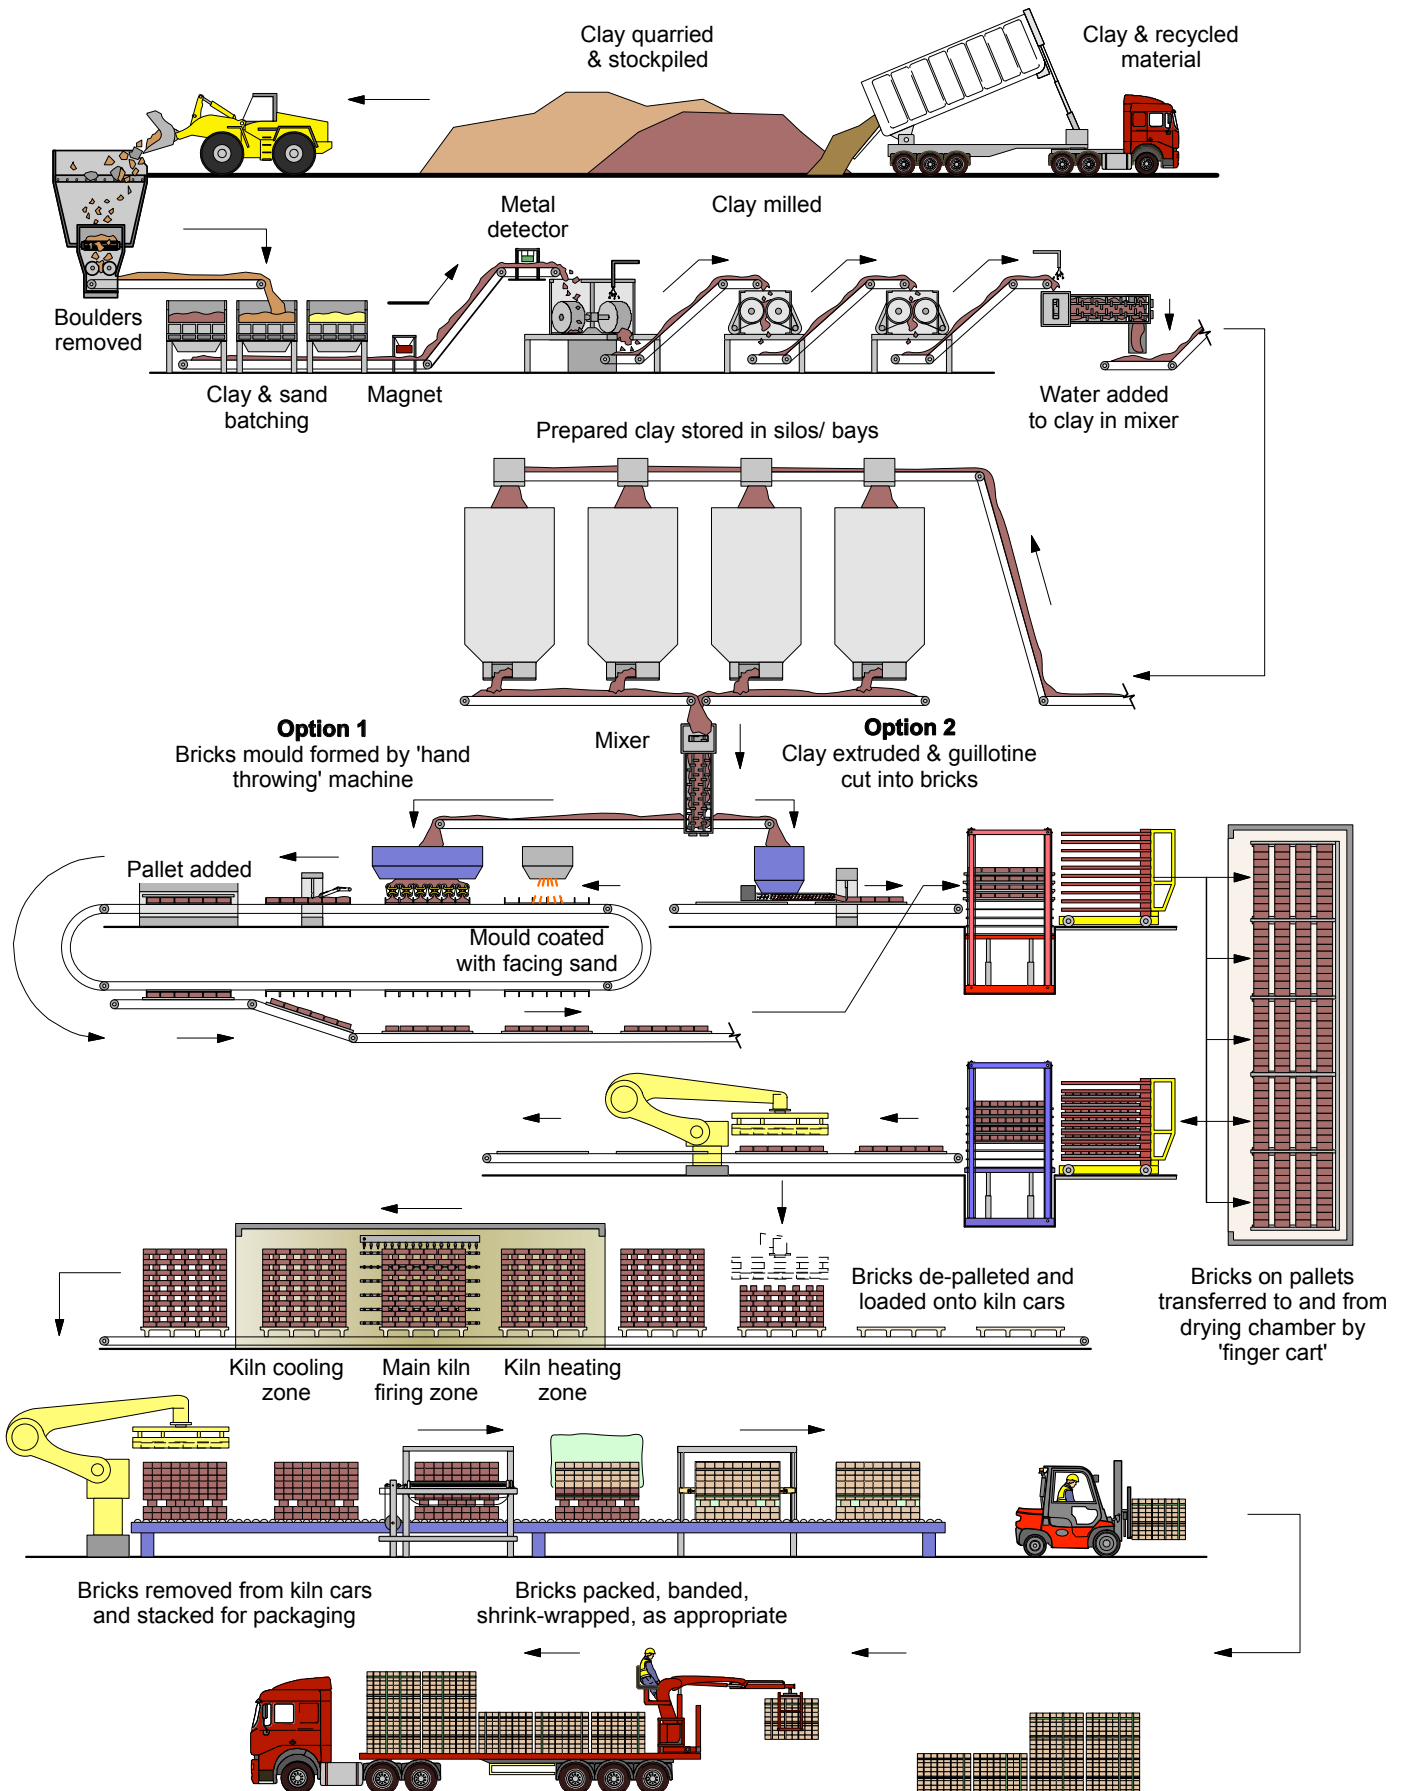 Clay quarried
& stockpiled
Clay & recycled
material
Metal
detector
Clay milled
Boulders
removed
Clay & sand
batching
Magnet
Water added
to clay in mixer
Prepared clay stored in silos/ bays
Option 1
Bricks mould formed by 'hand
throwing' machine
Mixer
Option 2
Clay extruded & guillotine
cut into bricks
Pallet added
Mould coated
with facing sand
Bricks de-palleted and
loaded onto kiln cars
Bricks on pallets
transferred to and from
drying chamber by
'finger cart'
Kiln cooling
zone
Main kiln
firing zone
Kiln heating
zone
Bricks removed from kiln cars
and stacked for packaging
Bricks packed, banded,
shrink-wrapped, as appropriate